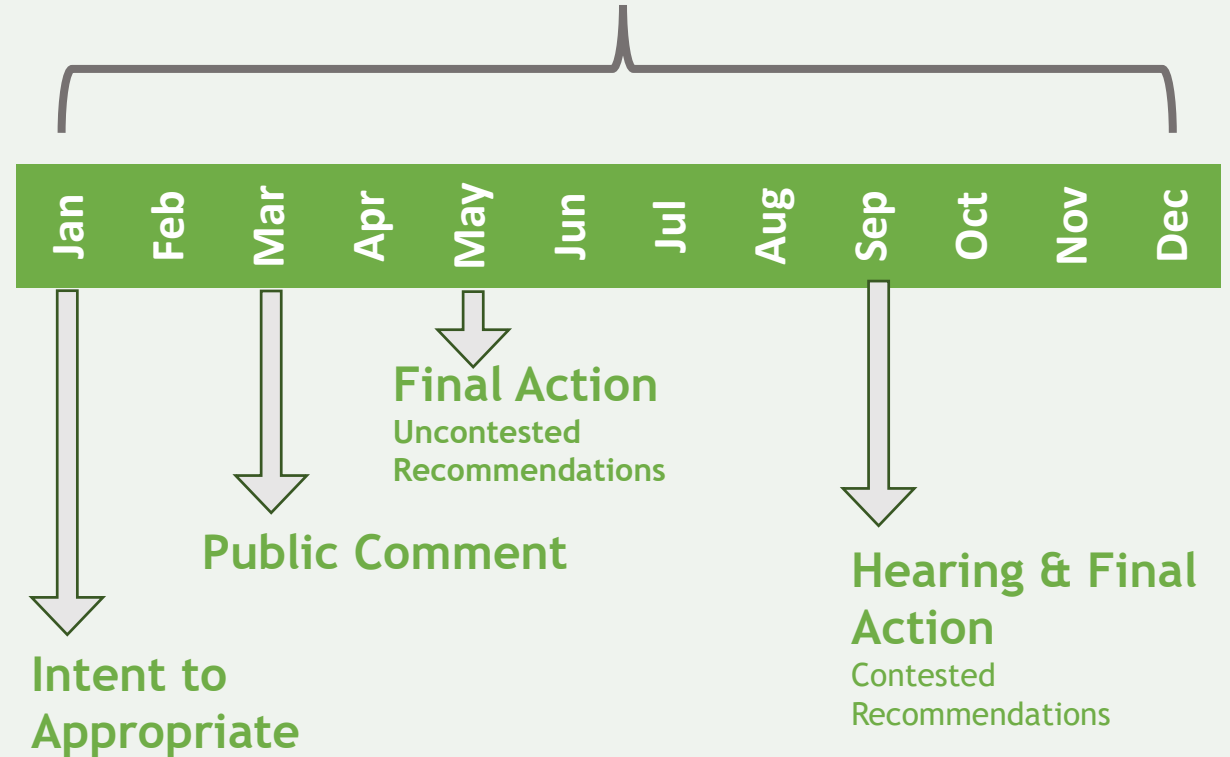 Jan
Feb
Mar
Apr
May
Jun
Jul
Aug
Sep
Oct
Nov
Dec
Final Action
Uncontested
Recommendations
Public Comment
Hearing & Final
Action
Contested
Recommendations
Intent to
Appropriate